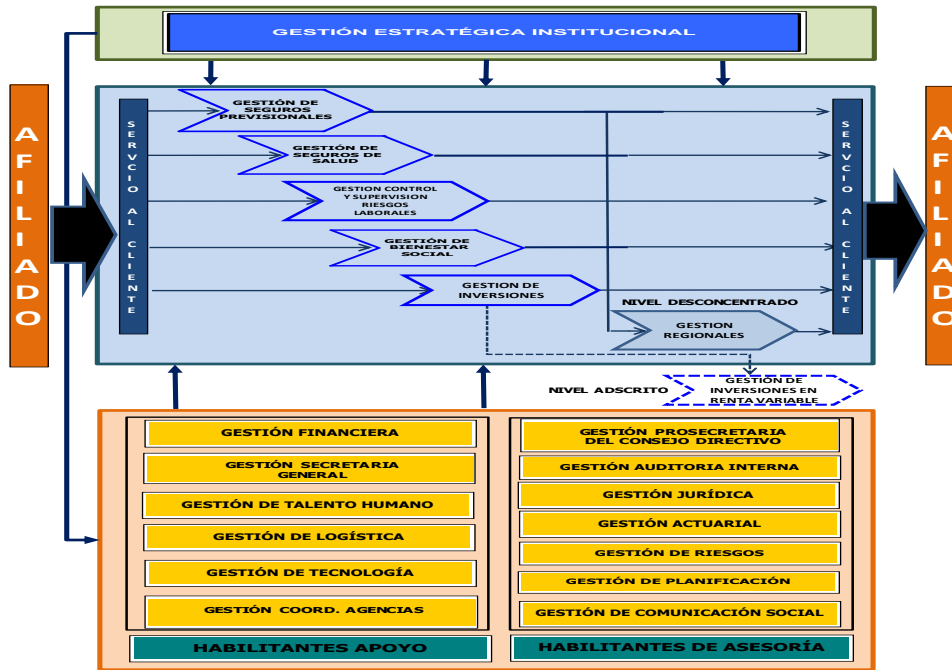 GESTIÓN ESTRATÉGICA INSTITUCIONAL
AFILIADO
SERVCIO AL CLIENTE
GESTIÓN DE
SEGUROS
PREVISIONALES
GESTIÓN DE
SEGUROS DE
SALUD
GESTION CONTROL
Y SUPERVISION
RIESGOS
LABORALES
GESTIÓN DE
BIENESTAR
SOCIAL
GESTION DE
INVERSIONES
NIVEL DESCONCENTRADO
GESTION
REGIONALES
SERVCIO AL CLIENTE
AFILIADO
NIVEL ADSCRITO
GESTIÓN DE
INVERSIONES EN
RENTA VARIABLE
GESTIÓN FINANCIERA
GESTIÓN SECRETARIA
GENERAL
GESTIÓN DE TALENTO HUMANO
GESTIÓN DE LOGÍSTICA
GESTIÓN DE TECNOLOGÍA
GESTIÓN COORD. AGENCIAS
HABILITANTES APOYO
GESTIÓN PROSECRETARIA
DEL CONSEJO DIRECTIVO
GESTIÓN AUDITORIA INTERNA
GESTIÓN JURÍDICA
GESTIÓN ACTUARIAL
GESTIÓN DE RIESGOS
GESTIÓN DE PLANIFICACIÓN
GESTIÓN DE COMUNICACIÓN SOCIAL
HABILITANTES DE ASESORÍA